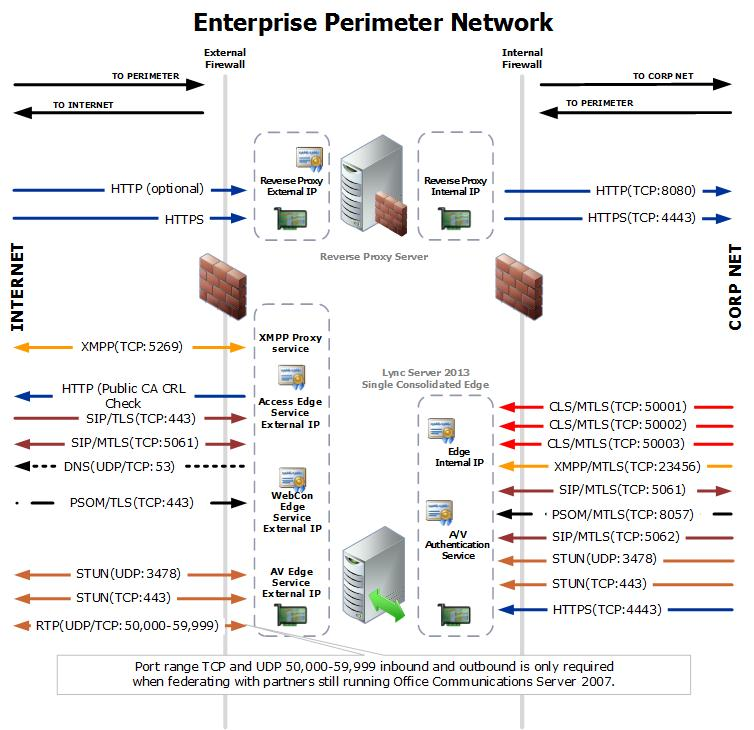 Enterprise Perimeter Network
External
Firewall
Internal
Firewall
TO PERIMETER
TO CORP NET
TO INTERNET
TO PERIMETER
Reverse Proxy
External IP
Reverse Proxy
Internal IP
HTTP (optional)
HTTPS
HTTP(TCP:8080)
HTTPS(TCP:4443)
Reverse Proxy Server
INTERNET
CORP NET
XMPP(TCP:5269)
HTTP (Public CA CRL
Check
SIP/TLS(TCP:443)
SIP/MTLS(TCP:5061)
DNS(UDP/TCP:53)
PSOM/TLS(TCP:443)
STUN(UDP:3478)
STUN(TCP:443)
RTP(UDP/TCP:50,000-59,999)
XMPP Proxy
service
Access Edge
Service
External IP
WebCon
Edge
Service
External IP
AV Edge
Service
External IP
Lync Server 2013
Single Consolidated Edge
Edge
Internal IP
A/V
Authentication
Service
CLS/MTLS(TCP:50001)
CLS/MTLS(TCP:50002)
CLS/MTLS(TCP:50003)
XMPP/MTLS(TCP:23456)
SIP/MTLS(TCP:5061)
PSOM/MTLS(TCP:8057)
SIP/MTLS(TCP:5062)
STUN(UDP:3478)
STUN(TCP:443)
HTTPS(TCP:4443)
Port range TCP and UDP 50,000-59,999 inbound and outbound is only required
when federating with partners still running Office Communications Server 2007.